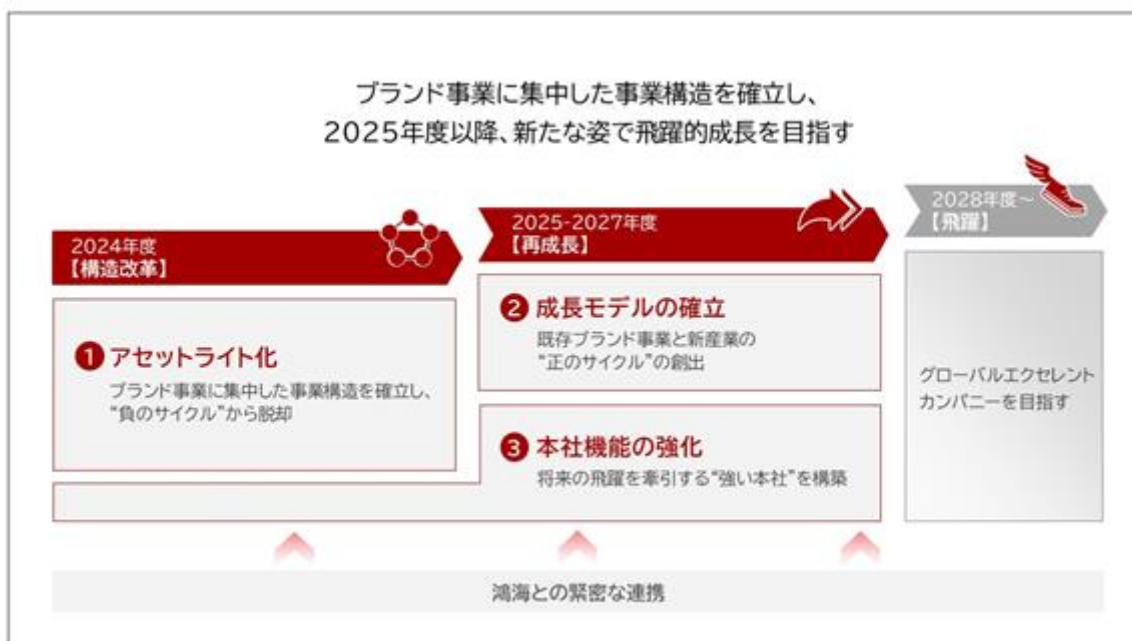 ブランド事業に集中した事業構造を確立し、
2025年度以降、新たな姿で飛躍的成長を目指す
2024年度
【構造改革】
2025-2027年度
【再成長】
2028年度～
【飛躍】
1 アセットライト化
ブランド事業に集中した事業構造を確立し、
“負のサイクル”から脱却
2 成長モデルの確立
既存ブランド事業と新産業の
“正のサイクル”の創出
3 本社機能の強化
将来の飛躍を牽引する“強い本社”を構築
グローバルエクセレント
カンパニーを目指す
鴻海との緊密な連携